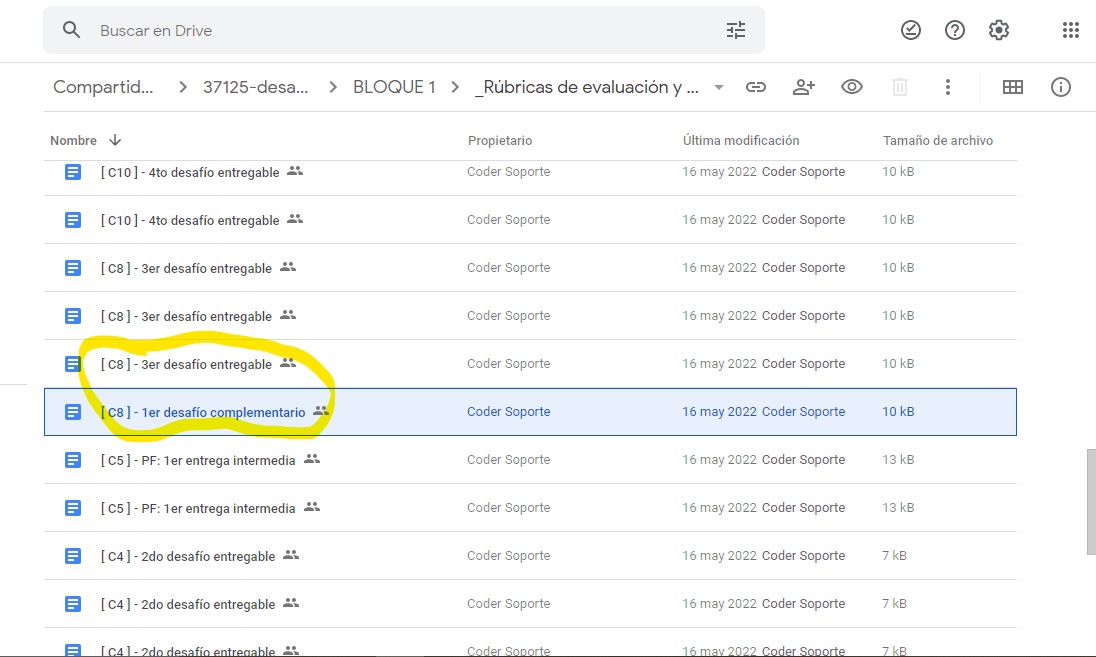 Buscar en Drive
Compartid... > 37125-desa... > BLOQUE 1 > _Rúbricas de evaluación y ...
Nombre Propietario Última modificación Tamaño de archivo
[ C10 ] - 4to desafío entregable Coder Soporte 16 may 2022 Coder Soporte 10 kB
[ C10 ] - 4to desafío entregable Coder Soporte 16 may 2022 Coder Soporte 10 kB
[ C8 ] - 3er desafío entregable Coder Soporte 16 may 2022 Coder Soporte 10 kB
[ C8 ] - 3er desafío entregable Coder Soporte 16 may 2022 Coder Soporte 10 kB
[ C8 ] - 3er desafío entregable Coder Soporte 16 may 2022 Coder Soporte 10 kB
[ C8 ] - 1er desafío complementario Coder Soporte 16 may 2022 Coder Soporte 10 kB
[ C5 ] - PF: 1er entrega intermedia Coder Soporte 16 may 2022 Coder Soporte 13 kB
[ C5 ] - PF: 1er entrega intermedia Coder Soporte 16 may 2022 Coder Soporte 13 kB
[ C4 ] - 2do desafío entregable Coder Soporte 16 may 2022 Coder Soporte 7 kB
[ C4 ] - 2do desafío entregable Coder Soporte 16 may 2022 Coder Soporte 7 kB
[ C4 ] - 2do desafío entregable Coder Soporte 16 may 2022 Coder Soporte 7 kB